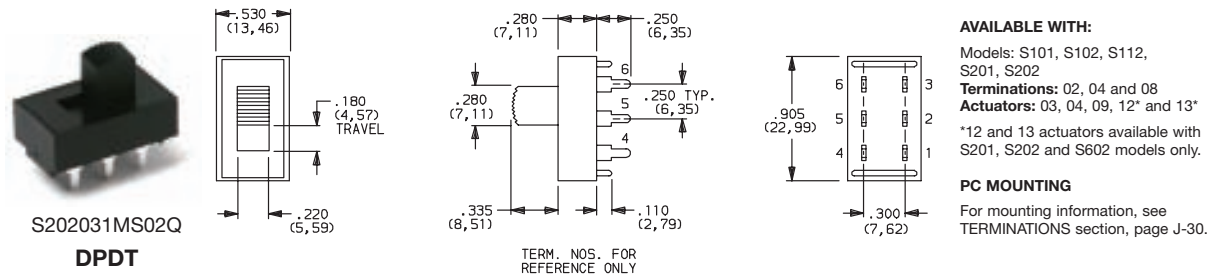 S202031MS02Q
DPDT
.530
(13,46)
.180
(4,57)
TRAVEL
.220
(5,59)
.280
(7,11)
.250
(6,35)
.280
(7,11)
6
5
4
.250 TYP.
(6,35)
.335
(8,51)
.110
(2,79)
TERM. NOS. FOR
REFERENCE ONLY
.905
(22,99)
6
3
5
2
4
1
.300
(7,62)
AVAILABLE WITH:
Models: S101, S102, S112,
S201, S202
Terminations: 02, 04 and 08
Actuators: 03, 04, 09, 12* and 13*
*12 and 13 actuators available with
S201, S202 and S602 models only.
PC MOUNTING
For mounting information, see
TERMINATIONS section, page J-30.